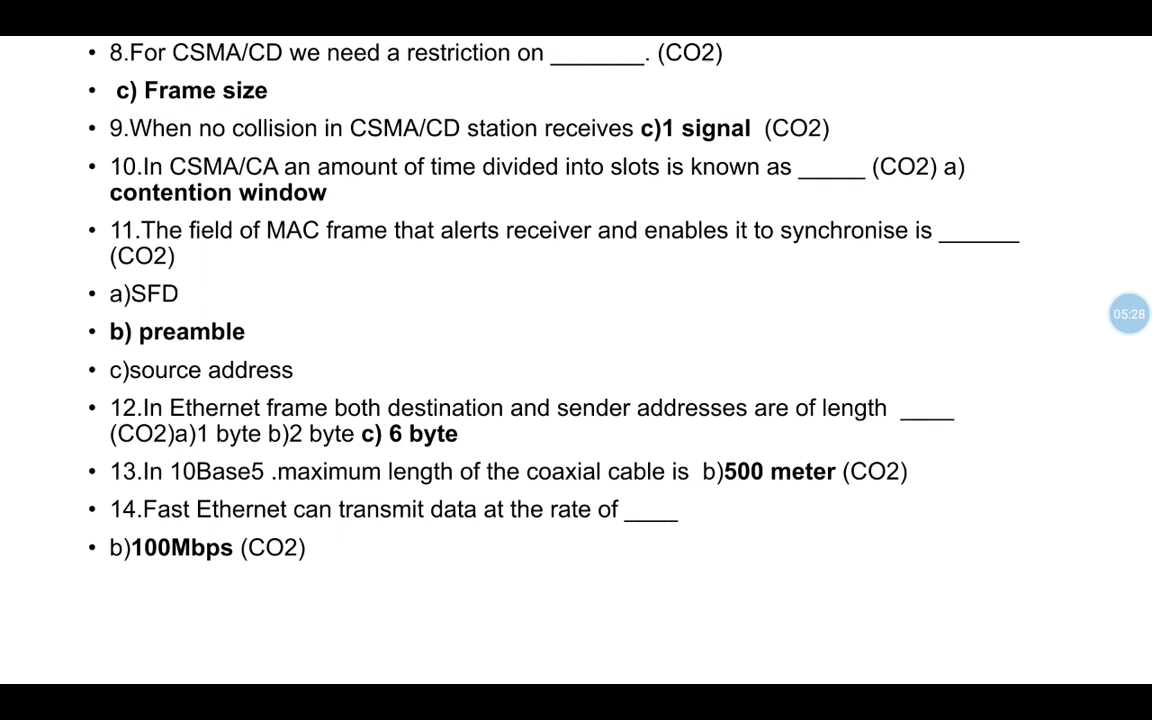 • 8.For CSMA/CD we need a restriction on _______. (CO2)
• c) Frame size
• 9.When no collision in CSMA/CD station receives c)1 signal (CO2)
• 10.In CSMA/CA an amount of time divided into slots is known as _____ (CO2) a)
contention window
• 11.The field of MAC frame that alerts receiver and enables it to synchronise is ______
(CO2)
• a)SFD
• b) preamble
• c)source address
• 12.In Ethernet frame both destination and sender addresses are of length ____
(CO2)a)1 byte b)2 byte c) 6 byte
• 13.In 10Base5 .maximum length of the coaxial cable is b)500 meter (CO2)
• 14.Fast Ethernet can transmit data at the rate of ____
• b)100Mbps (CO2)
05:28